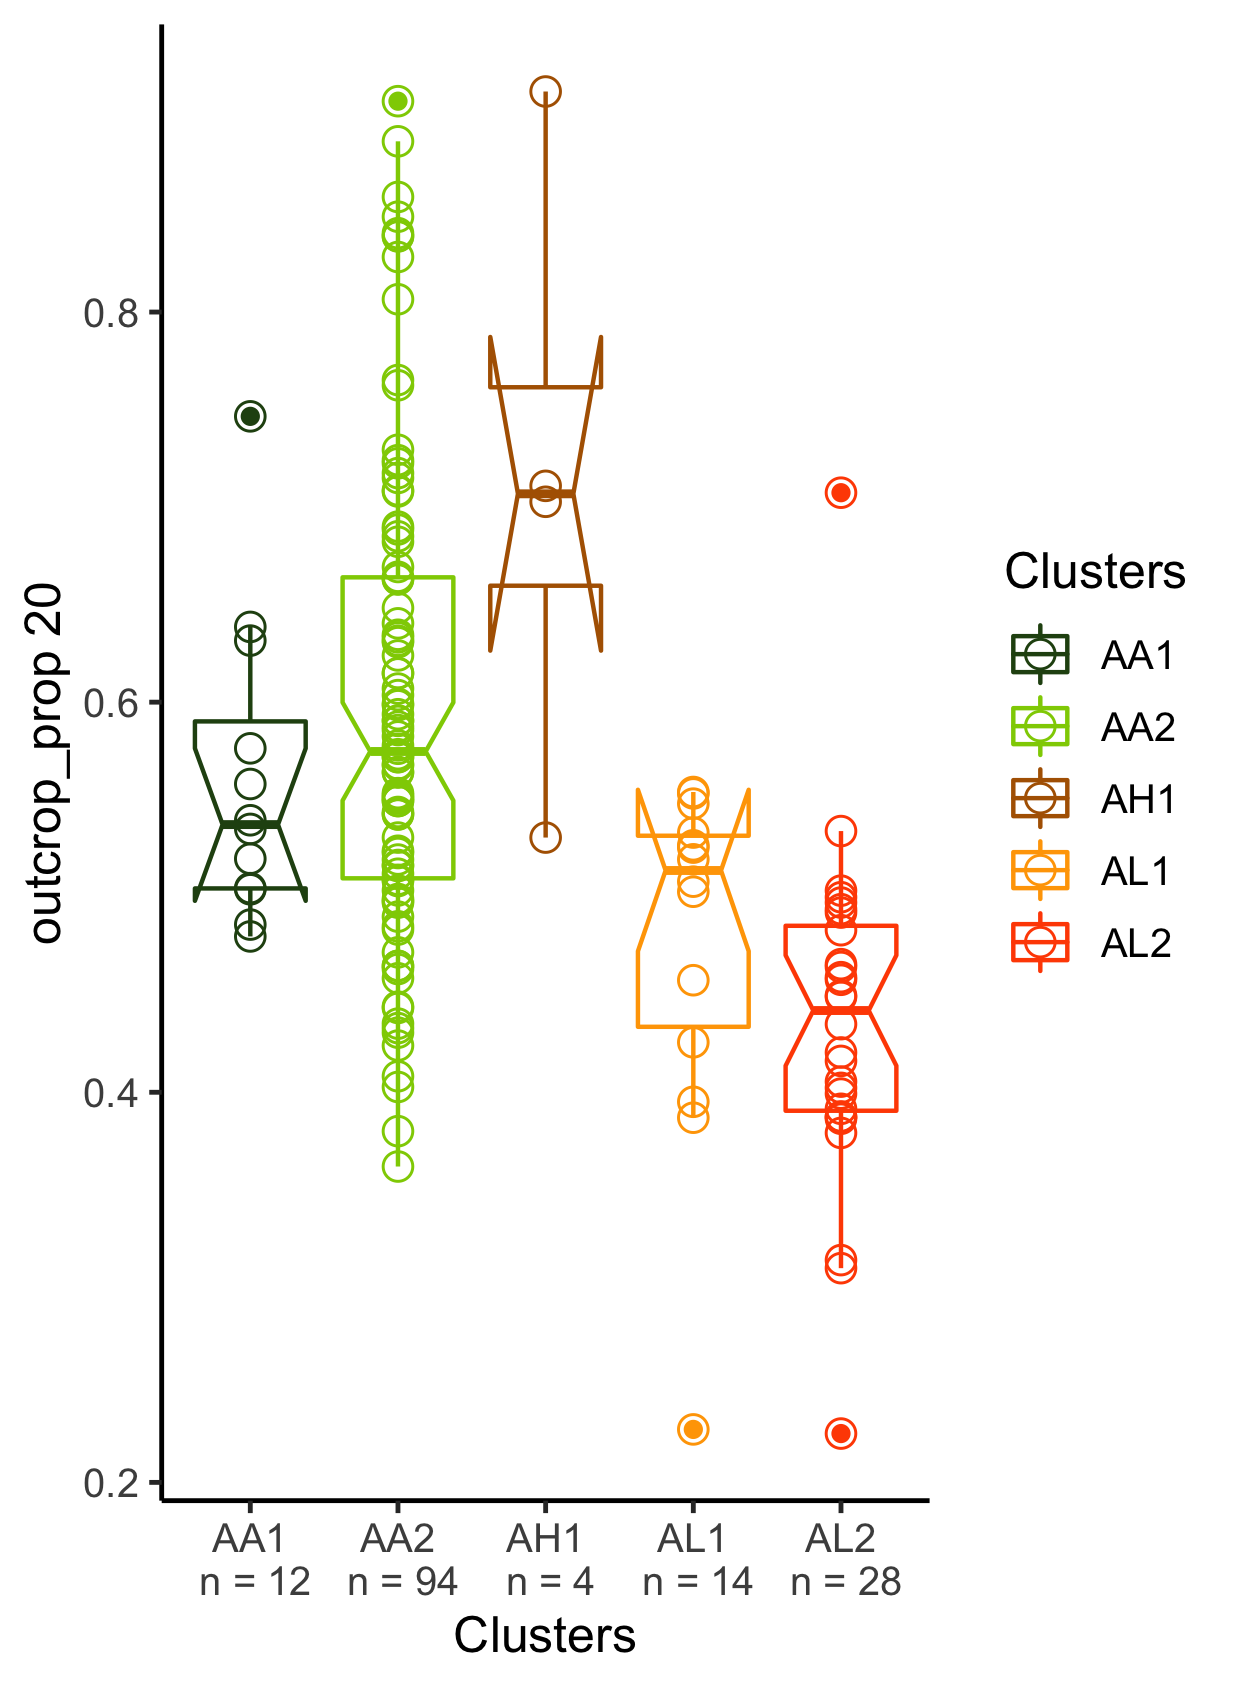 outcrop_prop 20
0.8
0.6
0.4
0.2
AA1 AA2 AH1 AL1 AL2
n = 12 n = 94 n = 4 n = 14 n = 28
Clusters
Clusters
AA1
AA2
AH1
AL1
AL2